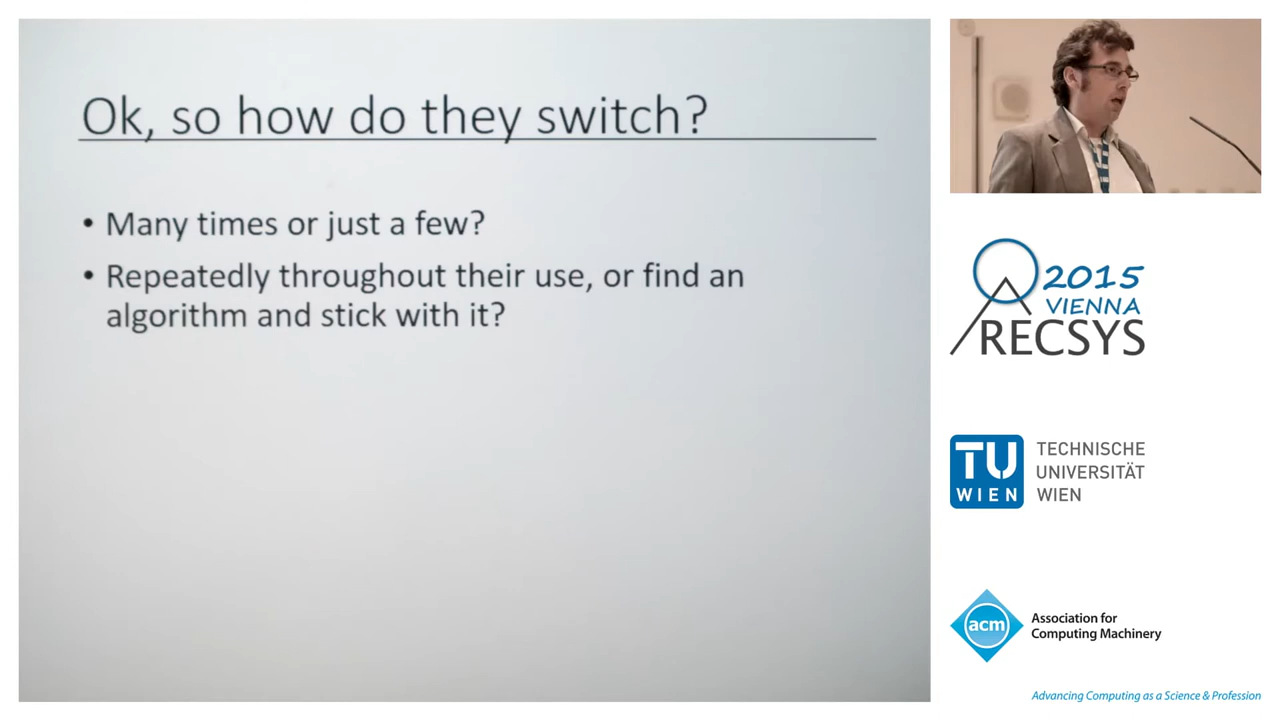 Ok, so how do they switch?
• Many times or just a few?
• Repeatedly throughout their use, or find an
algorithm and stick with it?
2015
VIENNA
RECSYS
TU
WIEN
TECHNISCHE
UNIVERSITÄT
WIEN
acm
Association for
Computing Machinery
Advancing Computing as a Science & Profession